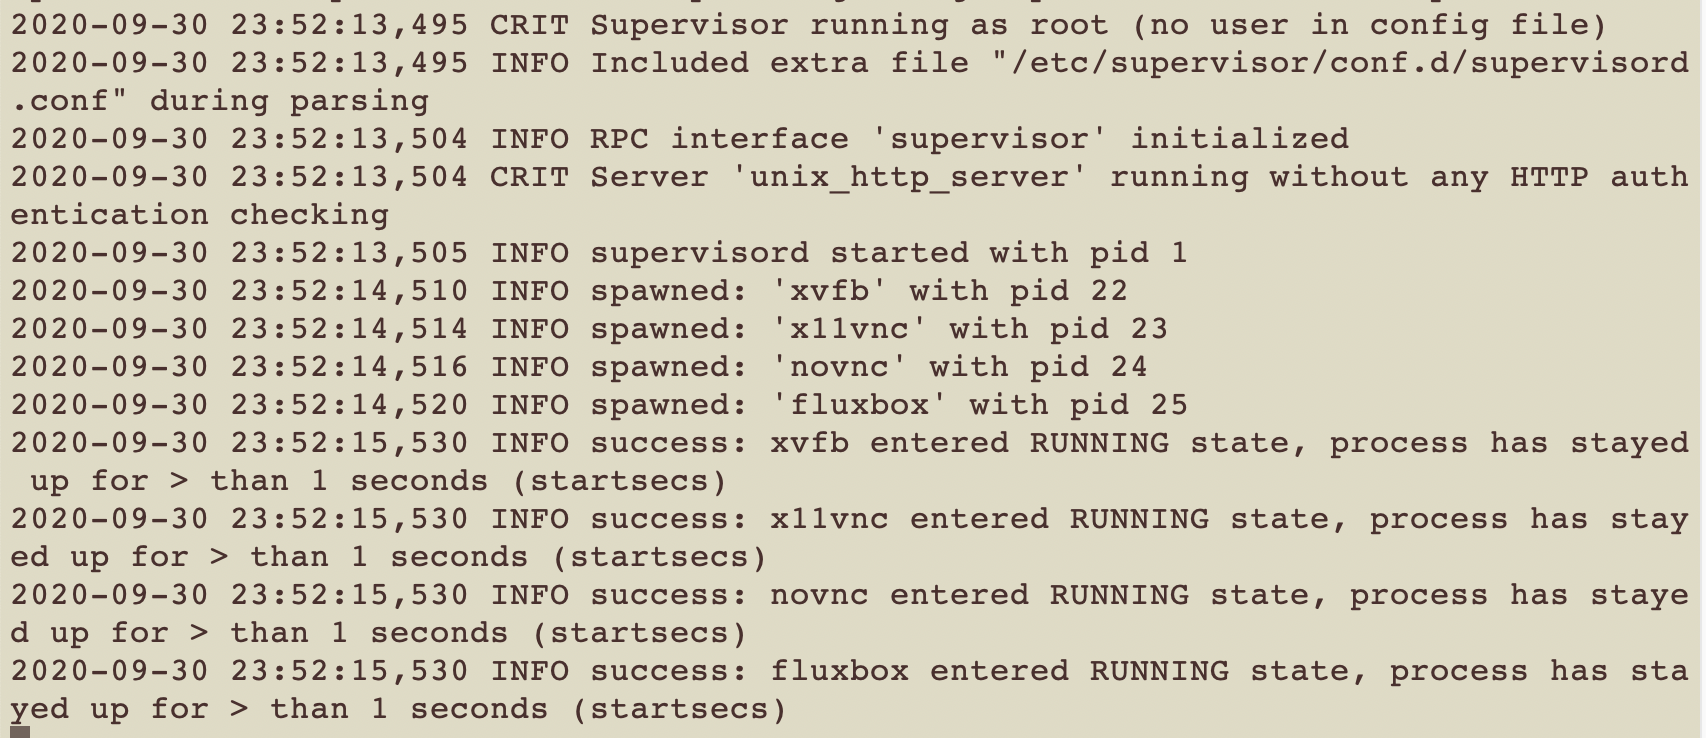 2020-09-30 23:52:13,495 CRIT Supervisor running as root (no user in config file)
2020-09-30 23:52:13,495 INFO Included extra file "/etc/supervisor/conf.d/supervisord
.conf" during parsing
2020-09-30 23:52:13,504 INFO RPC interface 'supervisor' initialized
2020-09-30 23:52:13,504 CRIT Server 'unix_http_server' running without any HTTP auth
entication checking
2020-09-30 23:52:13,505 INFO supervisord started with pid 1
2020-09-30 23:52:14,510 INFO spawned: 'xvfb' with pid 22
2020-09-30 23:52:14,514 INFO spawned: 'x11vnc' with pid 23
2020-09-30 23:52:14,516 INFO spawned: 'novnc' with pid 24
2020-09-30 23:52:14,520 INFO spawned: 'fluxbox' with pid 25
2020-09-30 23:52:15,530 INFO success: xvfb entered RUNNING state, process has stayed
 up for > than 1 seconds (startsecs)
2020-09-30 23:52:15,530 INFO success: x11vnc entered RUNNING state, process has stay
ed up for > than 1 seconds (startsecs)
2020-09-30 23:52:15,530 INFO success: novnc entered RUNNING state, process has staye
d up for > than 1 seconds (startsecs)
2020-09-30 23:52:15,530 INFO success: fluxbox entered RUNNING state, process has sta
yed up for > than 1 seconds (startsecs)